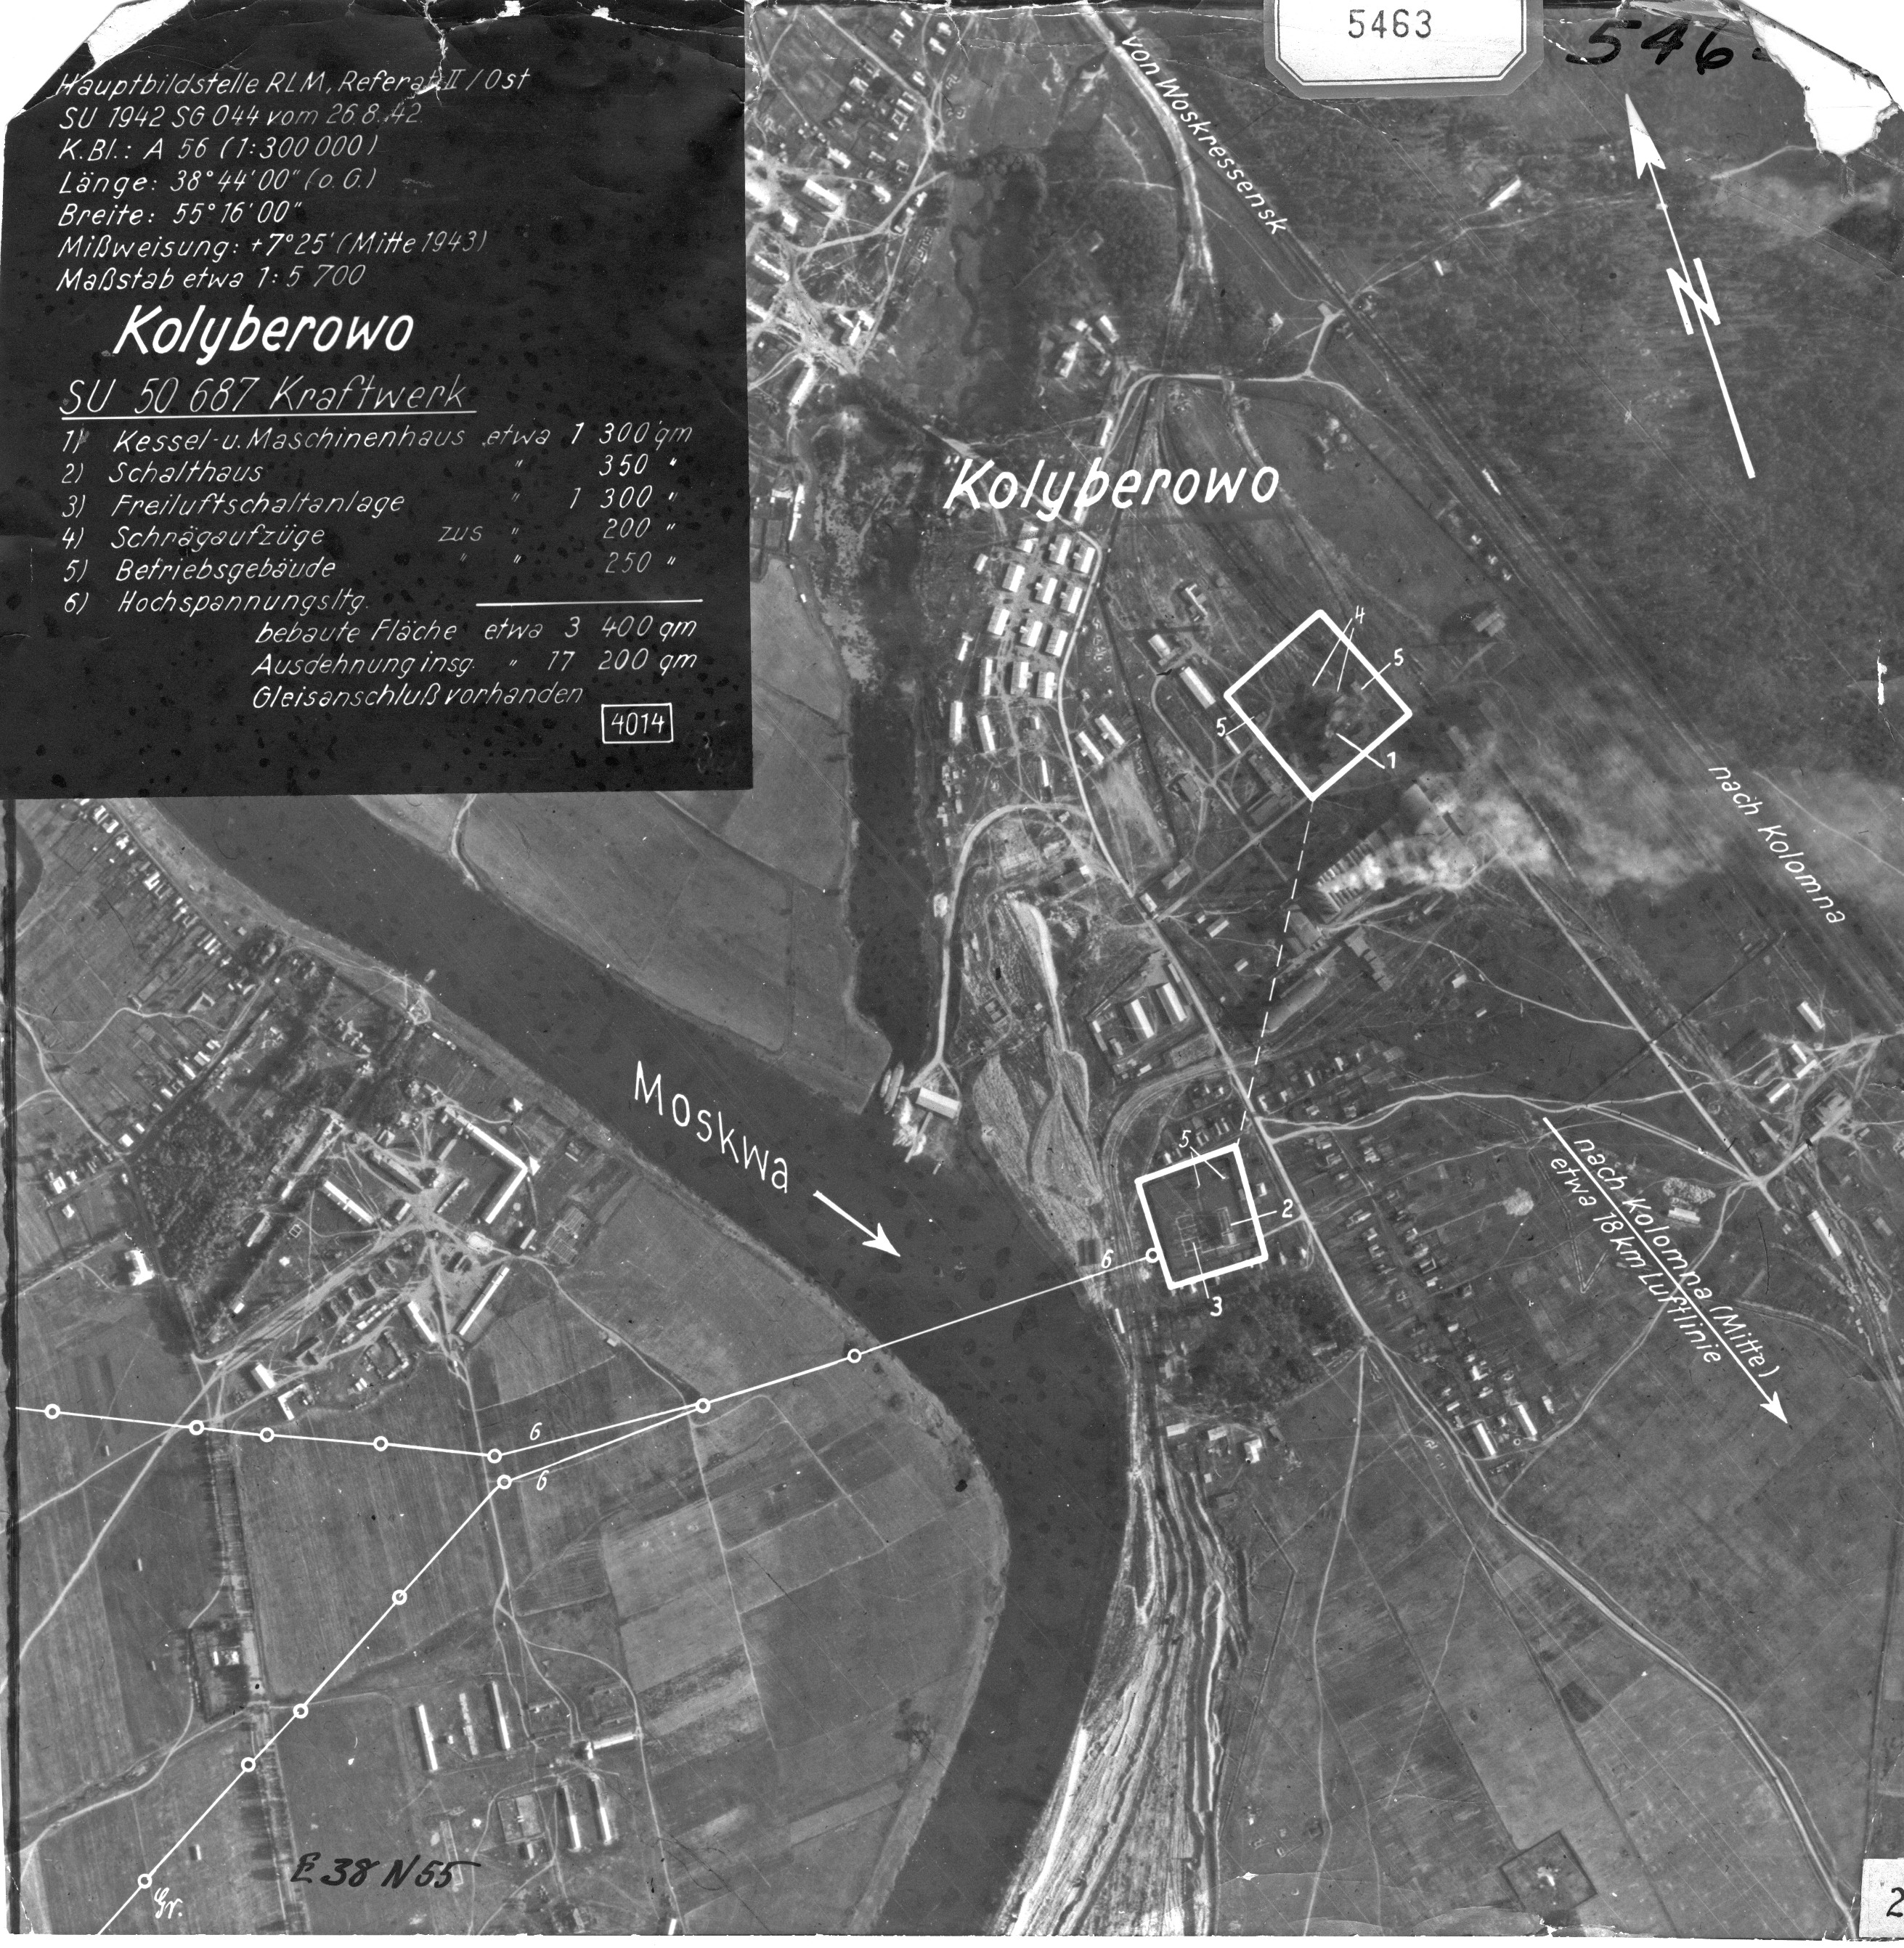 Hauptbildstelle RLM, Referat II / Ost
SU 1942 SG 044 vom 26.8.42.
K.Bl.: A 56 (1:300 000)
Länge: 38°44'00" (o. G.)
Breite: 55°16'00"
Mißweisung: +7°25' (Mitte 1943)
Maßstab etwa 1:5 700
Kolyberowo
SU 50 687 Kraftwerk
1) Kessel-u. Maschinenhaus etwa 1 300 qm
2) Schalthaus " 350 "
3) Freiluftschaltanlage " 1 300 "
4) Schrägaufzüge zus " 200 "
5) Betriebsgebäude " " 250 "
6) Hochspannungsltg.
bebaute Fläche etwa 3 400 qm
Ausdehnung insg. " 17 200 qm
Gleisanschluß vorhanden
4014
5463
546
von Woskressensk
N
Kolyberowo
4
5
5
1
nach Kolomna
Moskwa
5
2
6
3
nach Kolomna (Mitte)
etwa 18 km Luftlinie
6
6
E 38 N 55
Gr.
2